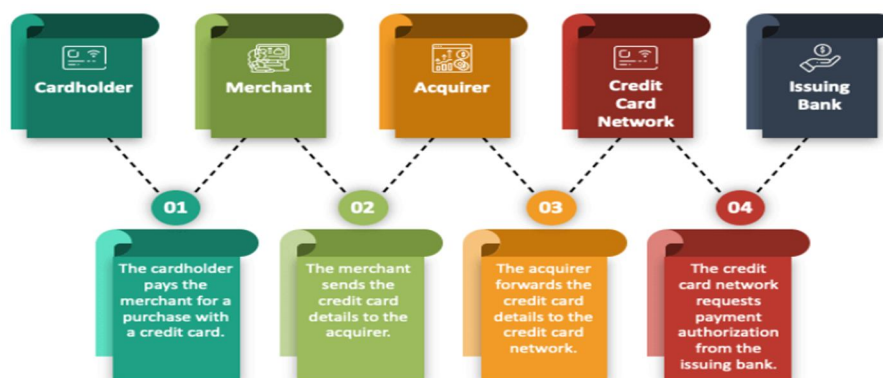 Cardholder
Merchant
Acquirer
Credit
Card
Network
Issuing
Bank
01
02
03
04
The cardholder
pays the
merchant for a
purchase with
a credit card.
The merchant
sends the
credit card
details to the
acquirer.
The acquirer
forwards the
credit card
details to the
credit card
network.
The credit
card network
requests
payment
authorization
from the
issuing bank.